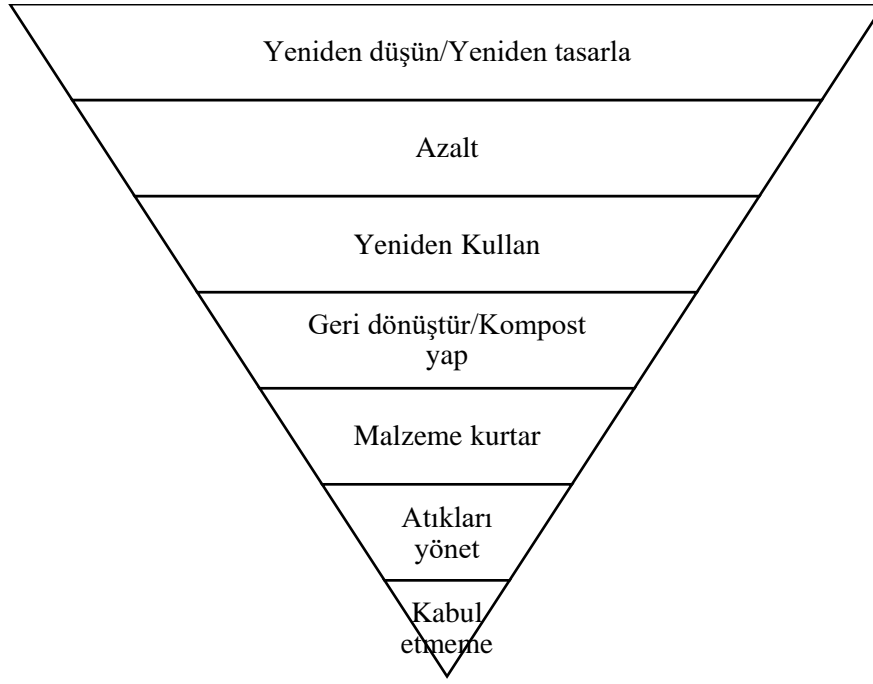 Yeniden düşün/Yeniden tasarla
Azalt
Yeniden Kullan
Geri dönüştür/Kompost
yap
Malzeme kurtar
Atıkları
yönet
Kabul
etmeme